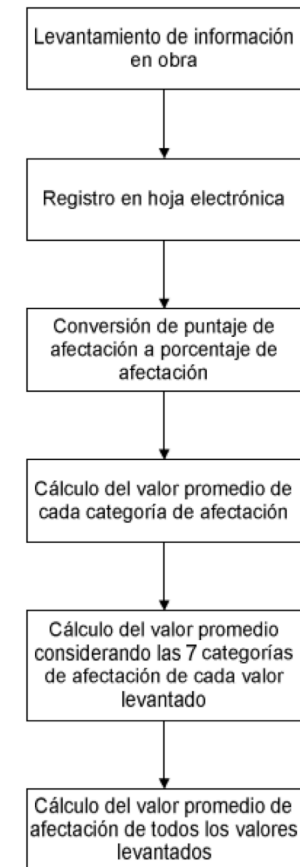 Levantamiento de información
en obra
Registro en hoja electrónica
Conversión de puntaje de
afectación a porcentaje de
afectación
Cálculo del valor promedio de
cada categoría de afectación
Cálculo del valor promedio
considerando las 7 categorías
de afectación de cada valor
levantado
Cálculo del valor promedio de
afectación de todos los valores
levantados